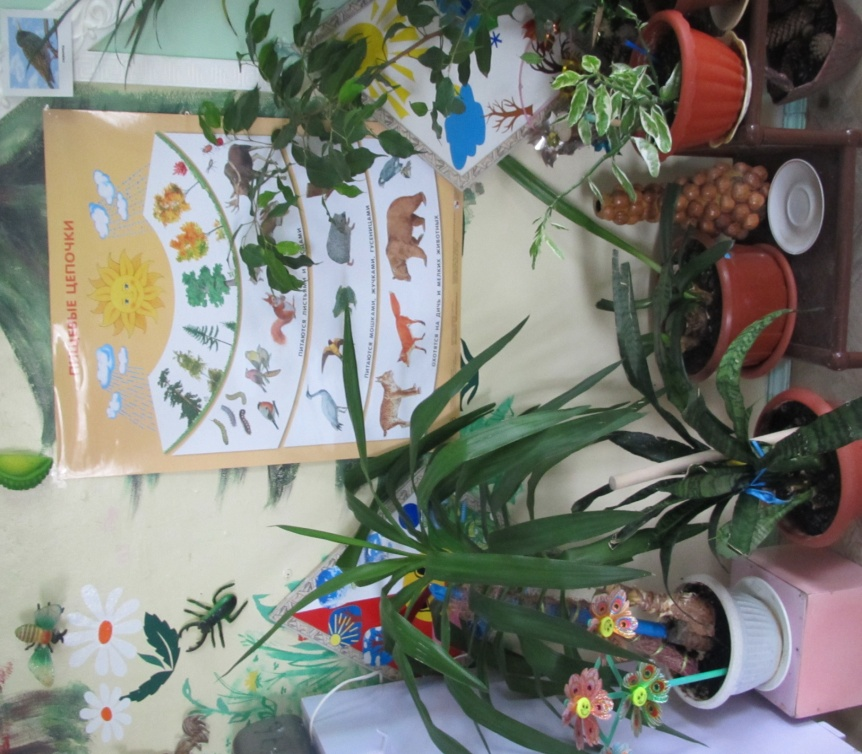 ПИЩЕВЫЕ ЦЕПОЧКИ
ПИТАЮТСЯ ЛИСТЬЯМИ И
ПИТАЮТСЯ МОШКАМИ, ЖУЧКАМИ, ГУСЕНИЦАМИ
ОХОТЯТСЯ НА ДИЧЬ И МЕЛКИХ ЖИВОТНЫХ